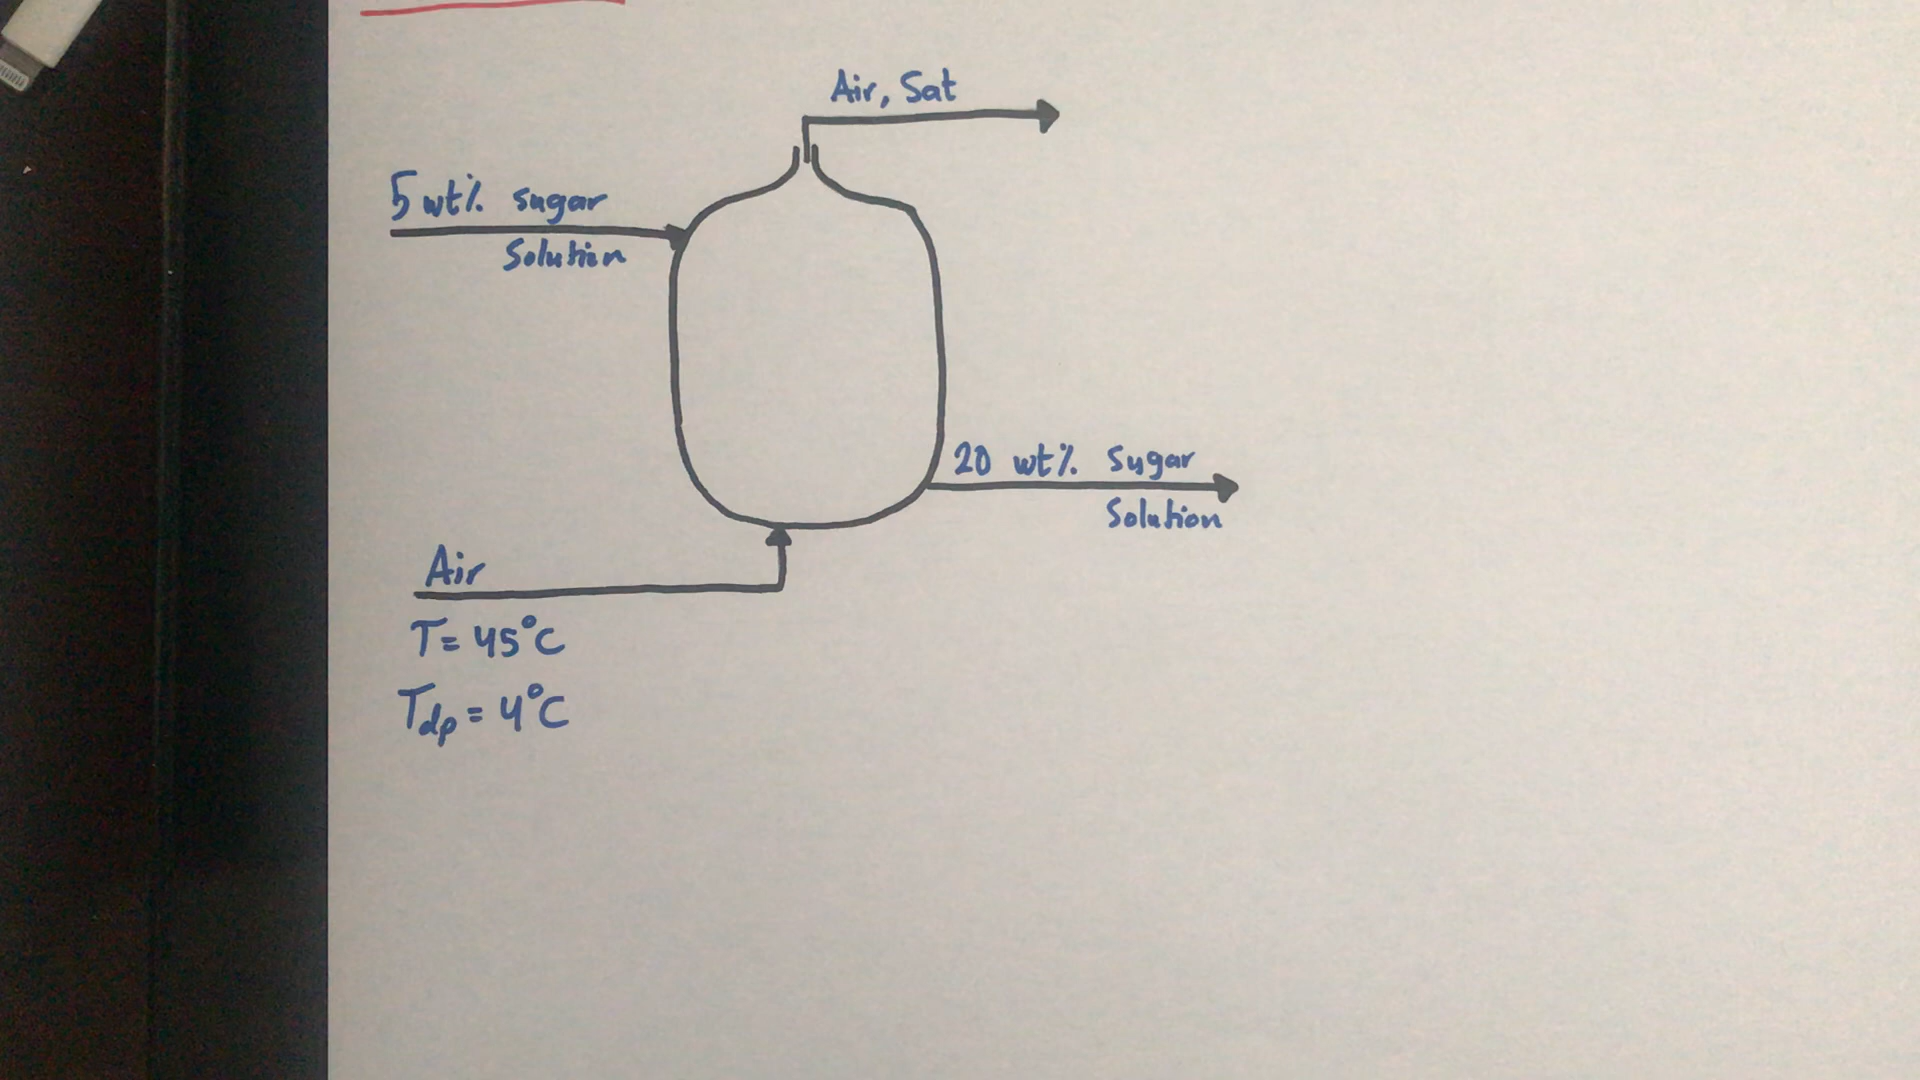 Air, Sat
5 wt% sugar
Solution
20 wt% Sugar
Solution
Air
T= 45°C
Tdp = 4°C